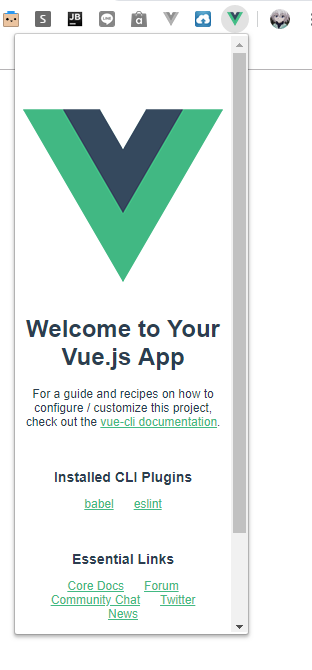 S
JB
LINE
a
Welcome to Your
Vue.js App
For a guide and recipes on how to
configure / customize this project,
check out the vue-cli documentation.
Installed CLI Plugins
babel eslint
Essential Links
Core Docs Forum
Community Chat Twitter
News